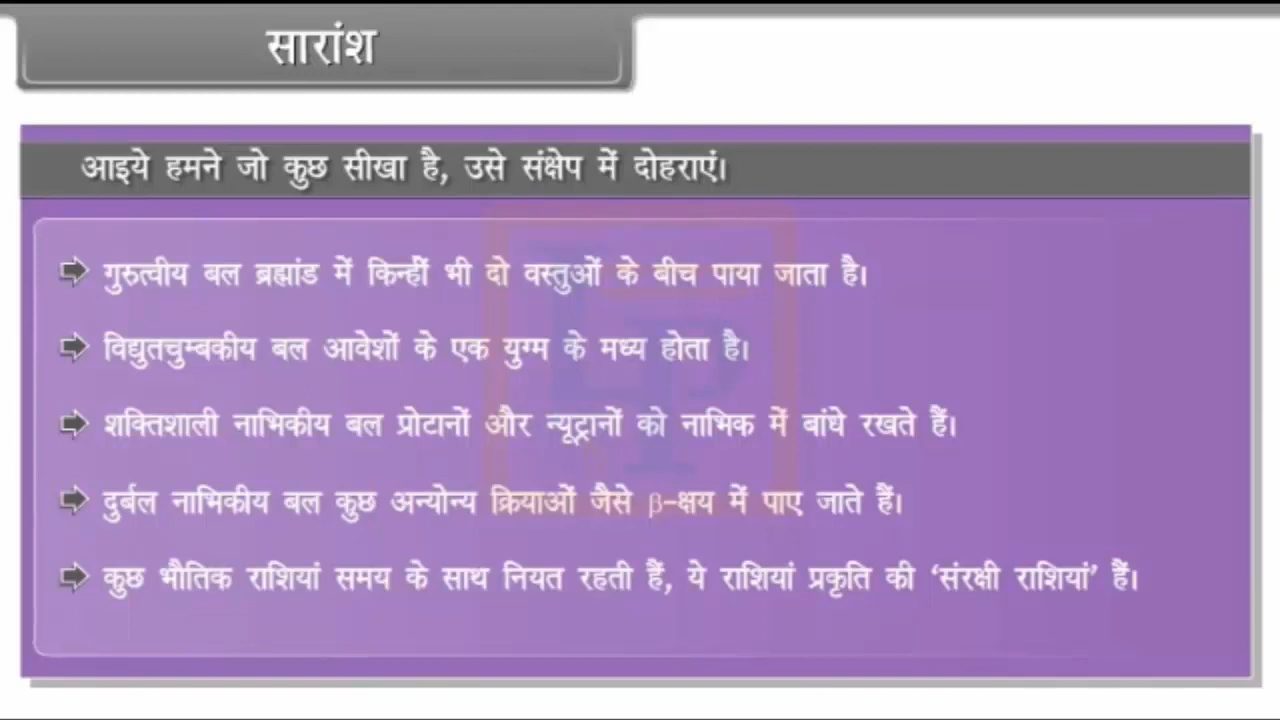 सारांश
आइये हमने जो कुछ सीखा है, उसे संक्षेप में दोहराएं।
गुरुत्वीय बल ब्रह्मांड में किन्हीं भी दो वस्तुओं के बीच पाया जाता है।
विद्युतचुम्बकीय बल आवेशों के एक युग्म के मध्य होता है।
शक्तिशाली नाभिकीय बल प्रोटानों और न्यूट्रानों को नाभिक में बांधे रखते हैं।
दुर्बल नाभिकीय बल कुछ अन्योन्य क्रियाओं जैसे β-क्षय में पाए जाते हैं।
कुछ भौतिक राशियां समय के साथ नियत रहती हैं, ये राशियां प्रकृति की ‘संरक्षी राशियां’ हैं।